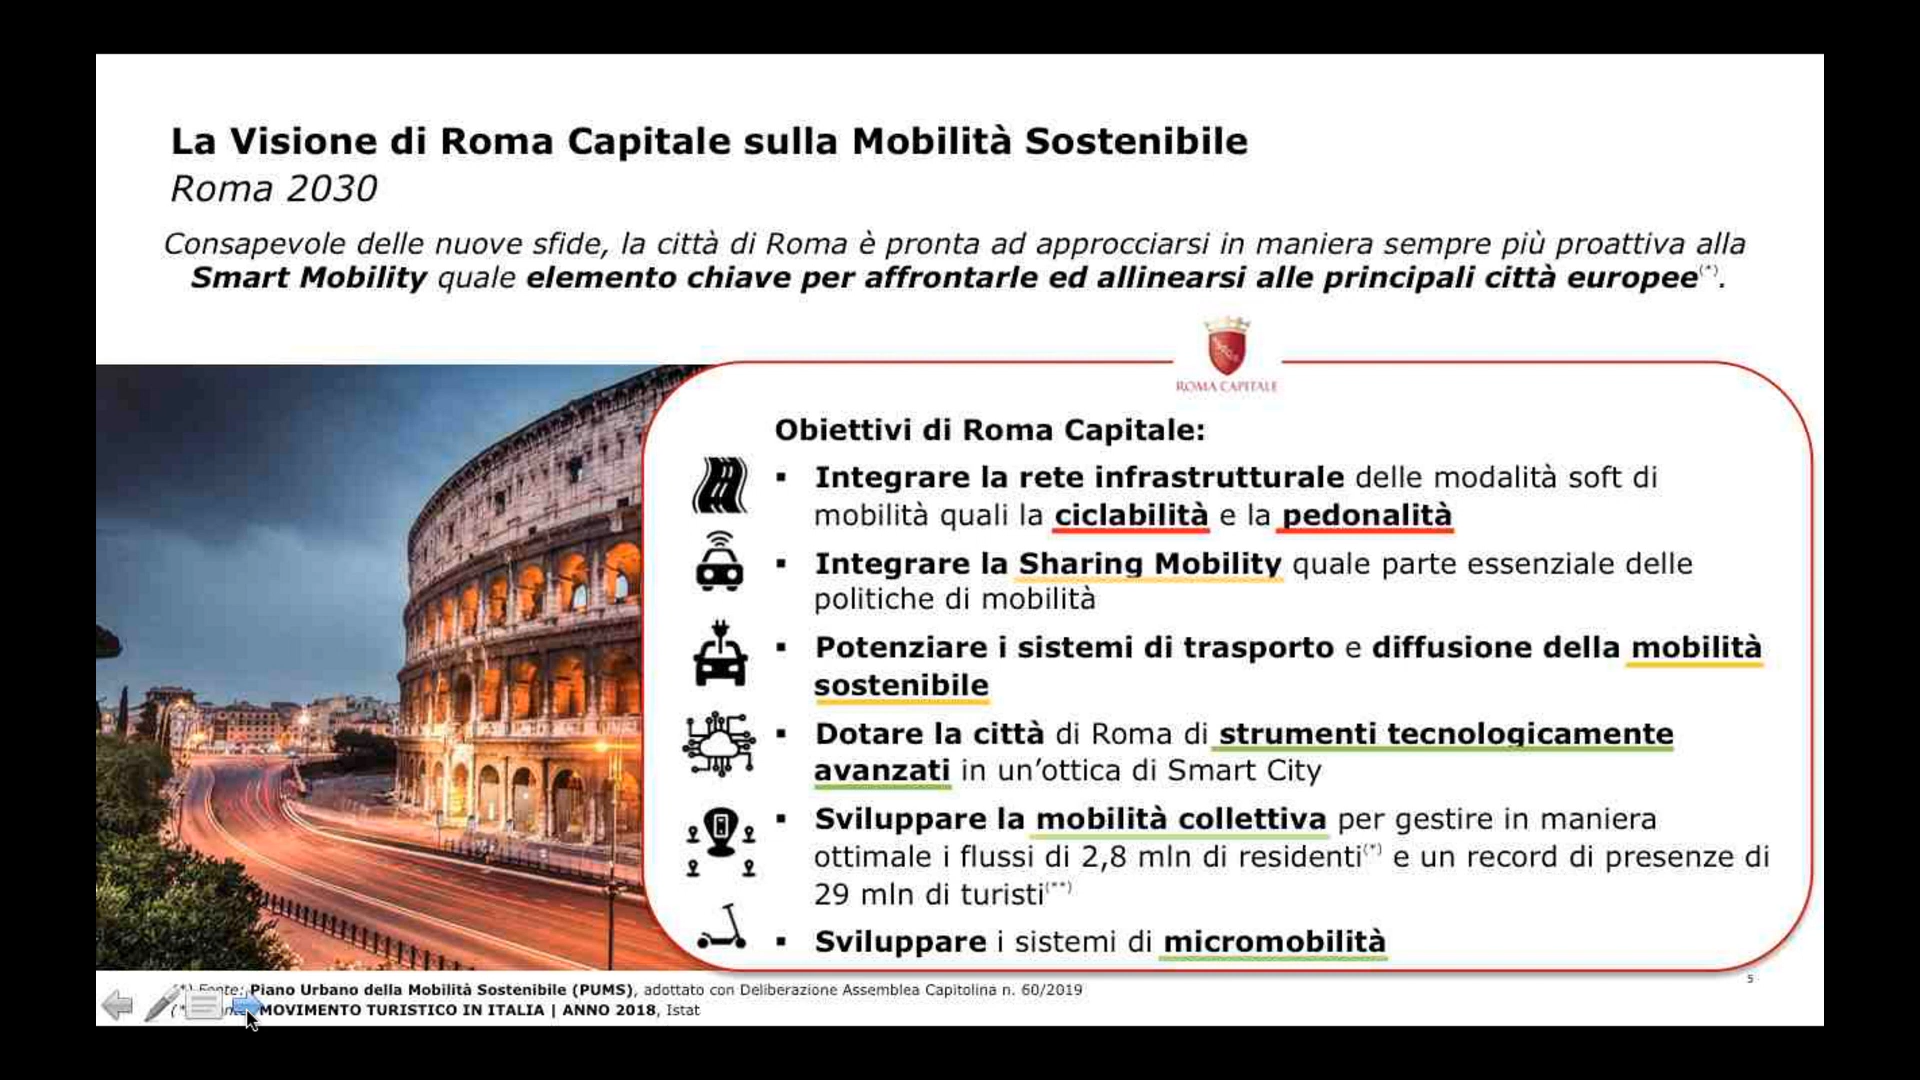 La Visione di Roma Capitale sulla Mobilità Sostenibile
Roma 2030
Consapevole delle nuove sfide, la città di Roma è pronta ad approcciarsi in maniera sempre più proattiva alla
Smart Mobility quale elemento chiave per affrontarle ed allinearsi alle principali città europee(*).
ROMA CAPITALE
Obiettivi di Roma Capitale:
▪ Integrare la rete infrastrutturale delle modalità soft di
mobilità quali la ciclabilità e la pedonalità
▪ Integrare la Sharing Mobility quale parte essenziale delle
politiche di mobilità
▪ Potenziare i sistemi di trasporto e diffusione della mobilità
sostenibile
▪ Dotare la città di Roma di strumenti tecnologicamente
avanzati in un’ottica di Smart City
▪ Sviluppare la mobilità collettiva per gestire in maniera
ottimale i flussi di 2,8 mln di residenti(*) e un record di presenze di
29 mln di turisti(**)
▪ Sviluppare i sistemi di micromobilità
5
(*) Fonte: Piano Urbano della Mobilità Sostenibile (PUMS), adottato con Deliberazione Assemblea Capitolina n. 60/2019
MOVIMENTO TURISTICO IN ITALIA | ANNO 2018, Istat